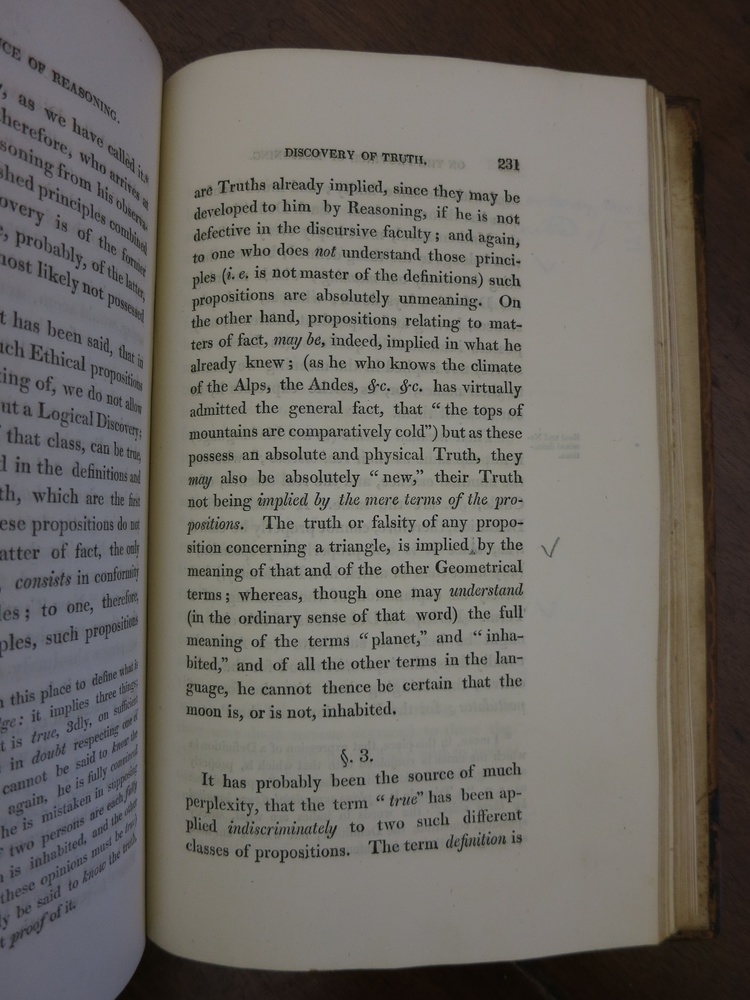 CE OF REASONING.
, as we have called it.
herefore, who arrives at
soning from his observa-
shed principles combined
overy is of the former
e, probably, of the latter,
most likely not possessed
t has been said, that in
uch Ethical propositions
ting of, we do not allow
ut a Logical Discovery;
that class, can be true,
d in the definitions and
th, which are the first
ese propositions do not
atter of fact, the only
, consists in conformity
les; to one, therefore,
ples, such propositions
n this place to define what is
ge: it implies three things;
t is true, 3dly, on sufficient
s in doubt respecting one of
cannot be said to know the
again, he is fully convinced
he is mistaken in supposing
f two persons are each fully
n is inhabited, and the other
these opinions must be true)
y be said to know the truth,
t proof of it.
DISCOVERY OF TRUTH. 231
are Truths already implied, since they may be
developed to him by Reasoning, if he is not
defective in the discursive faculty; and again,
to one who does not understand those princi-
ples (i. e. is not master of the definitions) such
propositions are absolutely unmeaning. On
the other hand, propositions relating to mat-
ters of fact, may be, indeed, implied in what he
already knew; (as he who knows the climate
of the Alps, the Andes, &c. &c. has virtually
admitted the general fact, that "the tops of
mountains are comparatively cold") but as these
possess an absolute and physical Truth, they
may also be absolutely "new," their Truth
not being implied by the mere terms of the pro-
positions. The truth or falsity of any propo-
sition concerning a triangle, is implied by the
meaning of that and of the other Geometrical
terms; whereas, though one may understand
(in the ordinary sense of that word) the full
meaning of the terms "planet," and "inha-
bited," and of all the other terms in the lan-
guage, he cannot thence be certain that the
moon is, or is not, inhabited.
§. 3.
It has probably been the source of much
perplexity, that the term "true" has been ap-
plied indiscriminately to two such different
classes of propositions. The term definition is